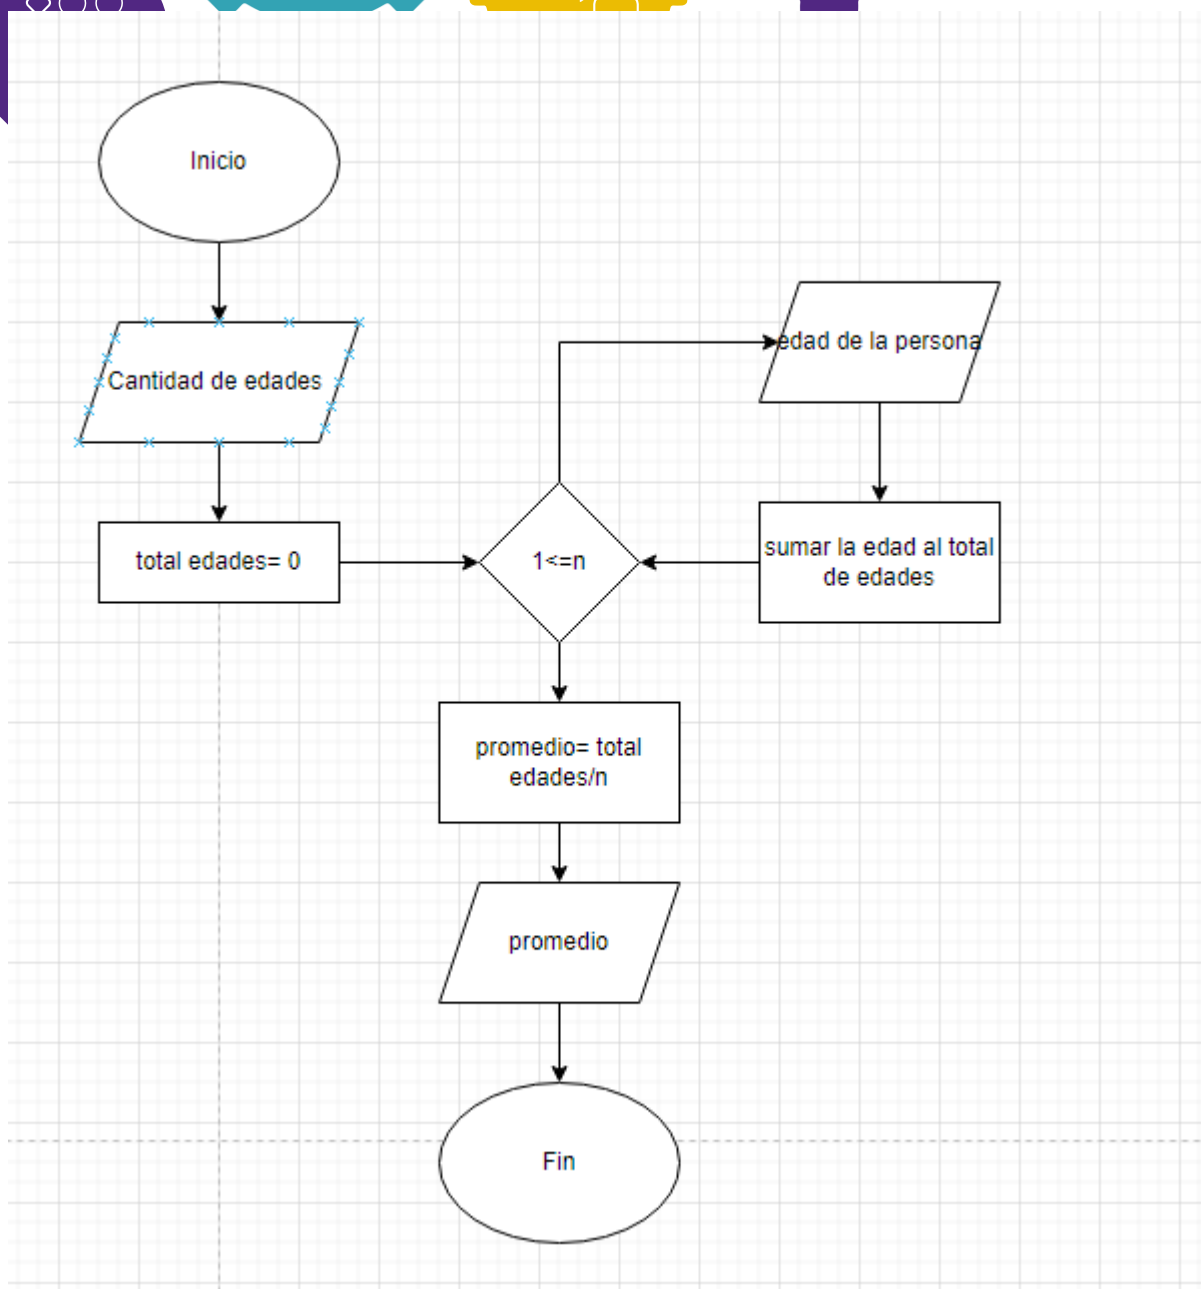 Inicio
Cantidad de edades
total edades= 0
1<=n
edad de la persona
sumar la edad al total
de edades
promedio= total
edades/n
promedio
Fin